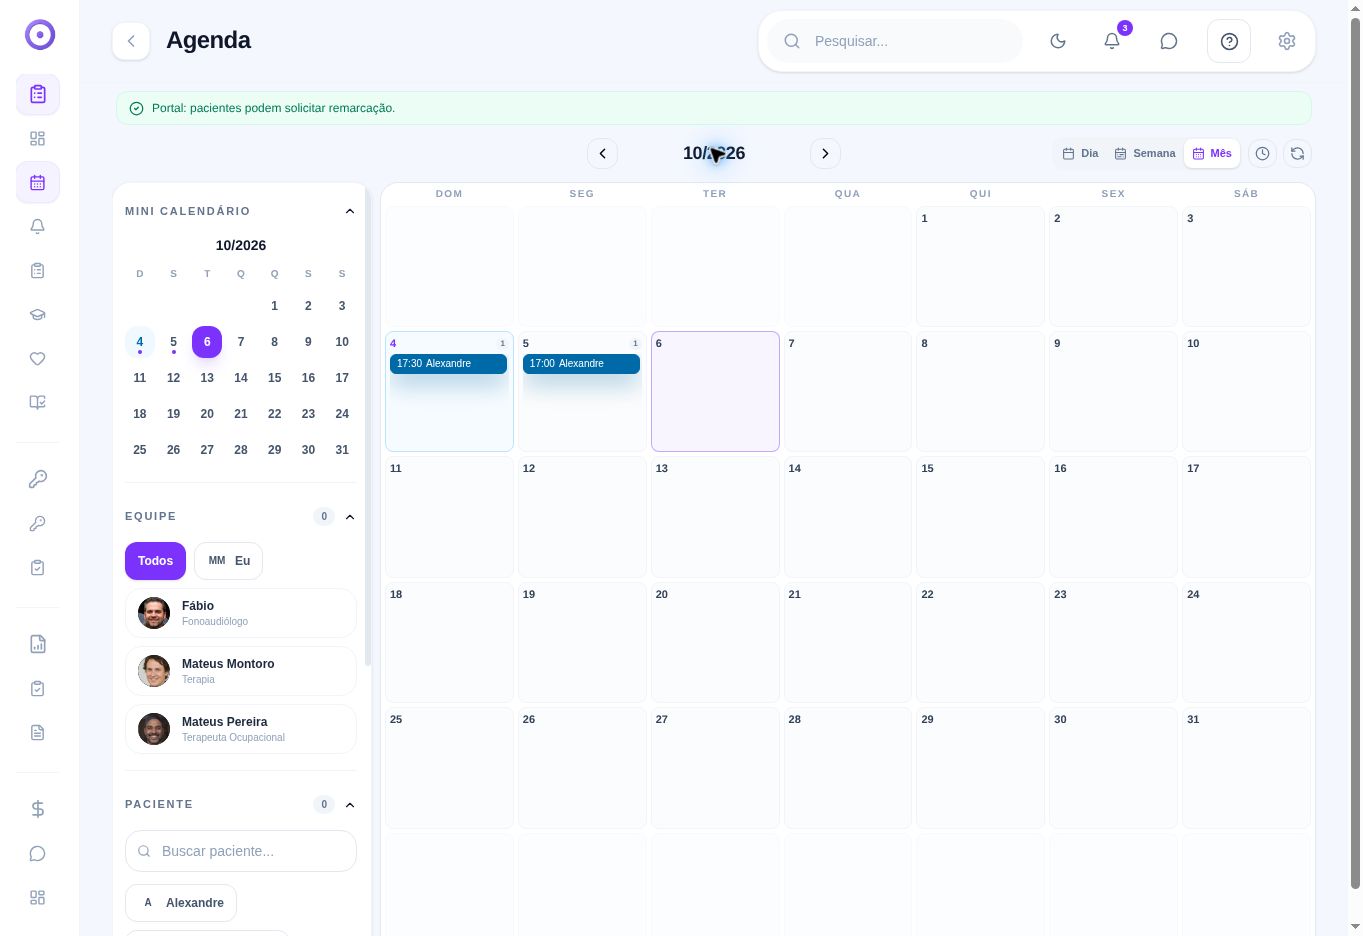 Agenda
Pesquisar...
3
Portal: pacientes podem solicitar remarcação.
10/2026
Dia
Semana
Mês
MINI CALENDÁRIO
10/2026
D S T Q Q S S
1 2 3
4 5 6 7 8 9 10
11 12 13 14 15 16 17
18 19 20 21 22 23 24
25 26 27 28 29 30 31
EQUIPE 0
Todos
MM Eu
Fábio
Fonoaudiólogo
Mateus Montoro
Terapia
Mateus Pereira
Terapeuta Ocupacional
PACIENTE 0
Buscar paciente...
A Alexandre
DOM SEG TER QUA QUI SEX SÁB
1 2 3
4 1 5 1 6 7 8 9 10
17:30 Alexandre
17:00 Alexandre
11 12 13 14 15 16 17
18 19 20 21 22 23 24
25 26 27 28 29 30 31